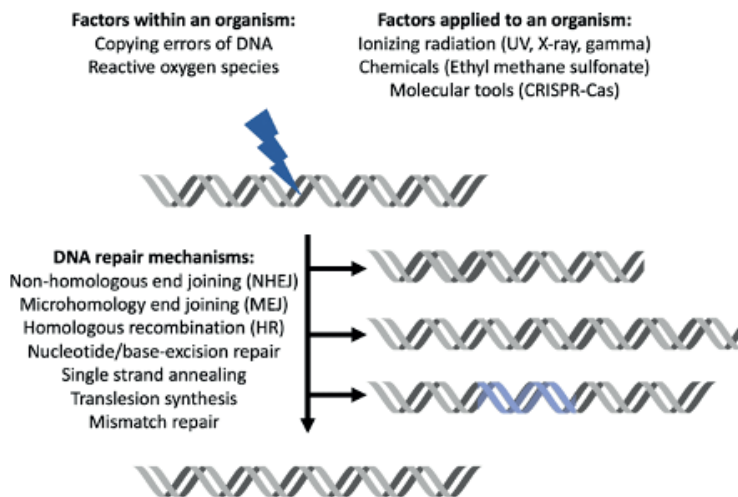 Factors within an organism:
Copying errors of DNA
Reactive oxygen species
Factors applied to an organism:
Ionizing radiation (UV, X-ray, gamma)
Chemicals (Ethyl methane sulfonate)
Molecular tools (CRISPR-Cas)
DNA repair mechanisms:
Non-homologous end joining (NHEJ)
Microhomology end joining (MEJ)
Homologous recombination (HR)
Nucleotide/base-excision repair
Single strand annealing
Translesion synthesis
Mismatch repair